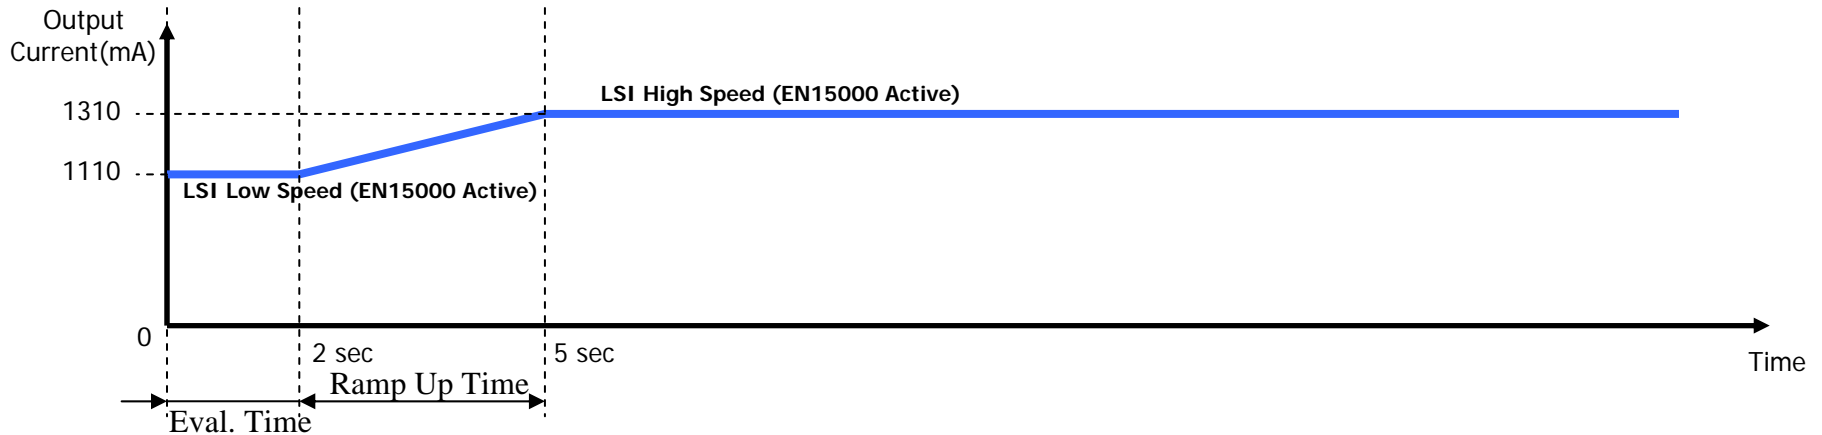 Output
Current(mA)
1310
LSI High Speed (EN15000 Active)
1110
LSI Low Speed (EN15000 Active)
0
2 sec
5 sec
Time
Ramp Up Time
Eval. Time